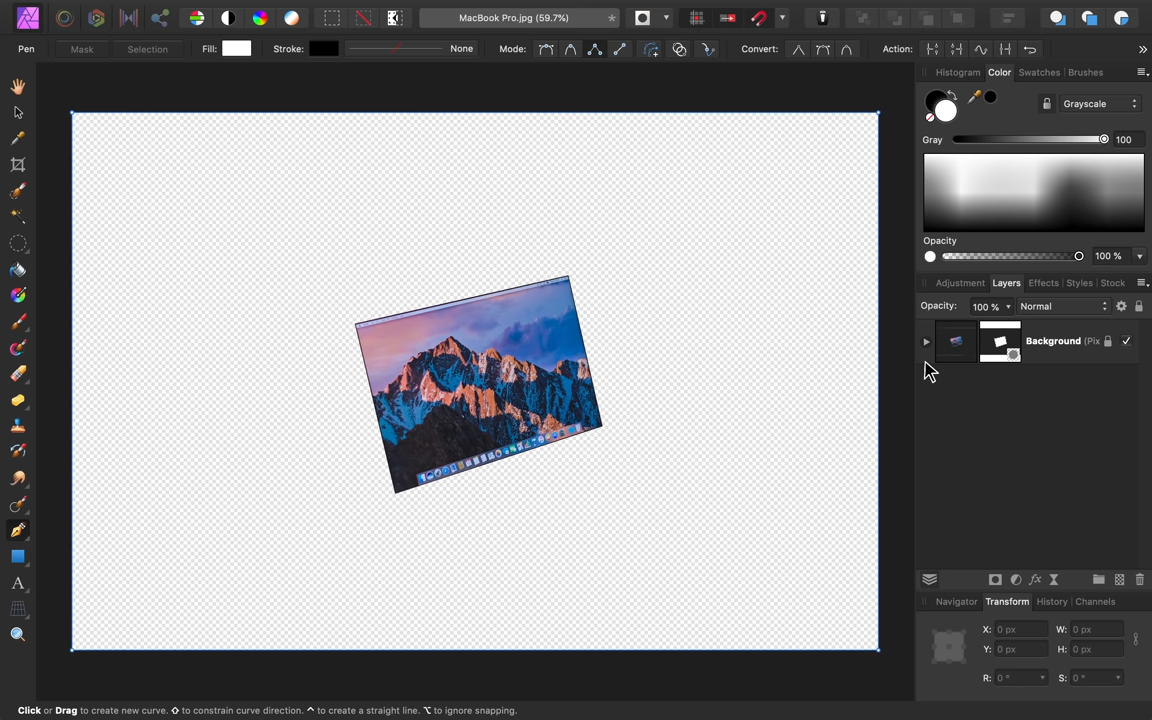 MacBook Pro.jpg (59.7%)
*
Pen
Mask
Selection
Fill:
Stroke:
None
Mode:
Convert:
Action:
Histogram
Color
Swatches
Brushes
Grayscale
Gray
100
Opacity
100 %
Adjustment
Layers
Effects
Styles
Stock
Opacity:
100 %
Normal
Background (Pix
Navigator
Transform
History
Channels
X: 0 px
W: 0 px
Y: 0 px
H: 0 px
R: 0 °
S: 0 °
Click or Drag to create new curve. ⇧ to constrain curve direction. ^ to create a straight line. ⌥ to ignore snapping.